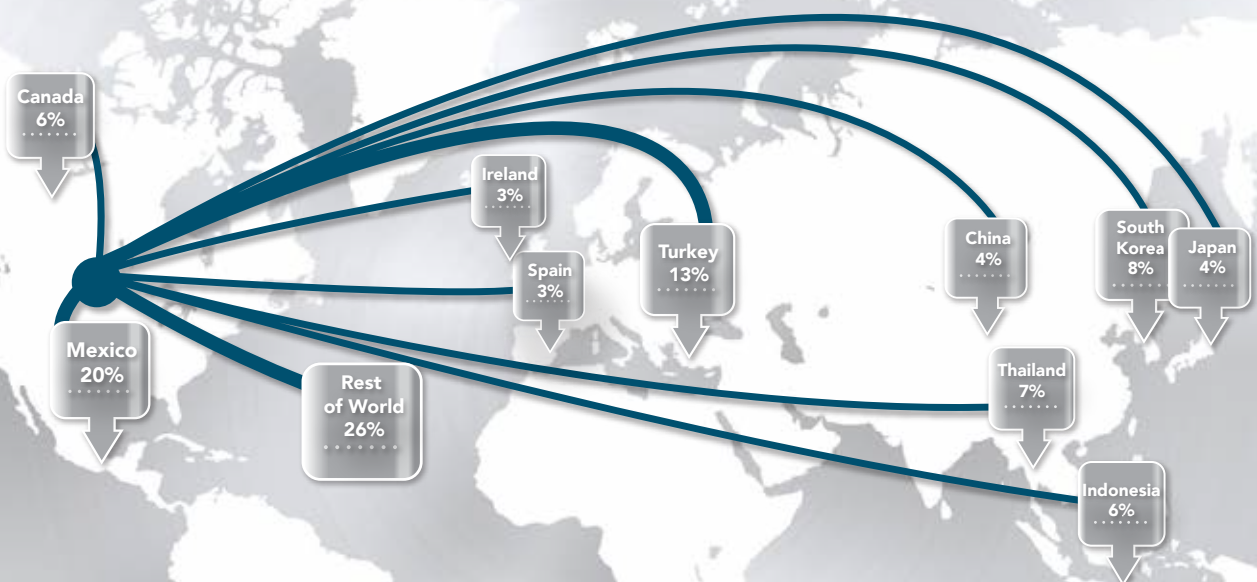 Canada
6%
Ireland
3%
Spain
3%
Turkey
13%
China
4%
South
Korea
8%
Japan
4%
Mexico
20%
Rest
of World
26%
Thailand
7%
Indonesia
6%